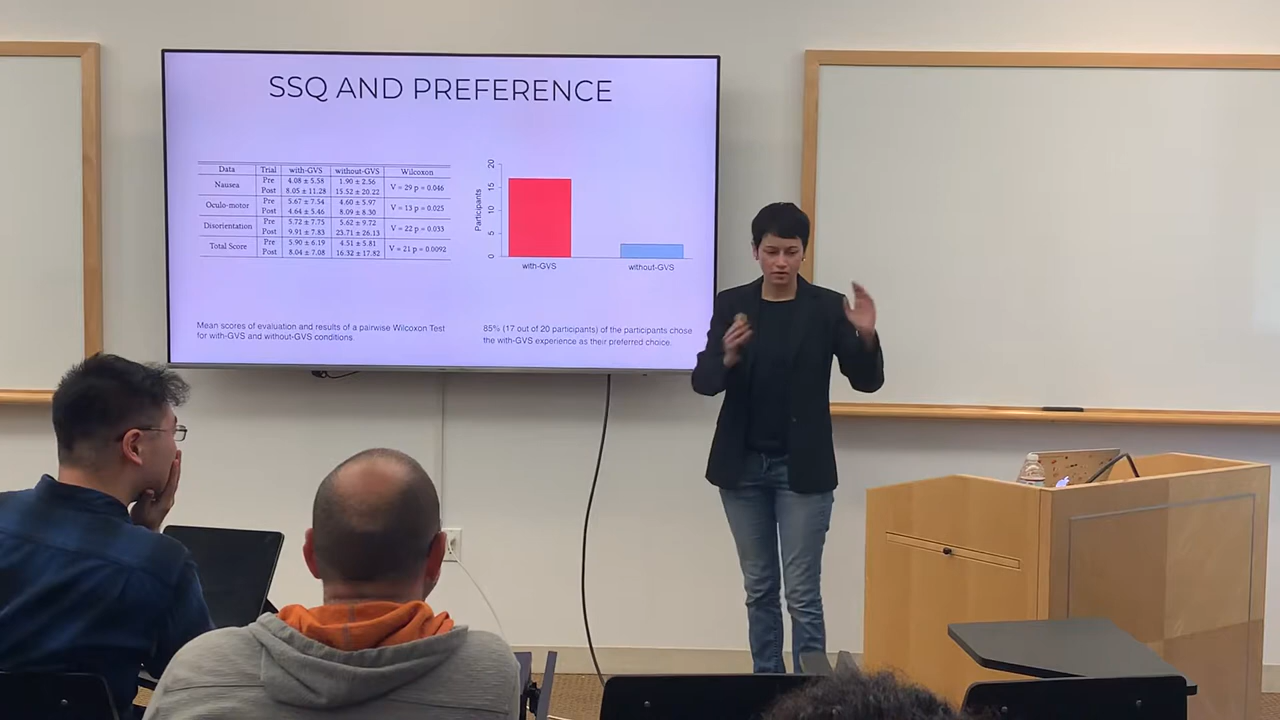 SSQ AND PREFERENCE
Data Trial with-GVS without-GVS Wilcoxon
Nausea Pre 4.08 ± 5.58 1.90 ± 2.56 V = 29 p = 0.046
Post 8.05 ± 11.28 15.52 ± 20.22
Oculo-motor Pre 5.67 ± 7.54 4.60 ± 5.97 V = 13 p = 0.025
Post 4.64 ± 5.46 8.09 ± 8.30
Disorientation Pre 5.72 ± 7.75 5.62 ± 9.72 V = 22 p = 0.033
Post 9.91 ± 7.83 23.71 ± 26.13
Total Score Pre 5.90 ± 6.19 4.51 ± 5.81 V = 21 p = 0.0092
Post 8.04 ± 7.08 16.32 ± 17.82
Mean scores of evaluation and results of a pairwise Wilcoxon Test
for with-GVS and without-GVS conditions.
Participants
20
15
10
5
0
with-GVS without-GVS
85% (17 out of 20 participants) of the participants chose
the with-GVS experience as their preferred choice.